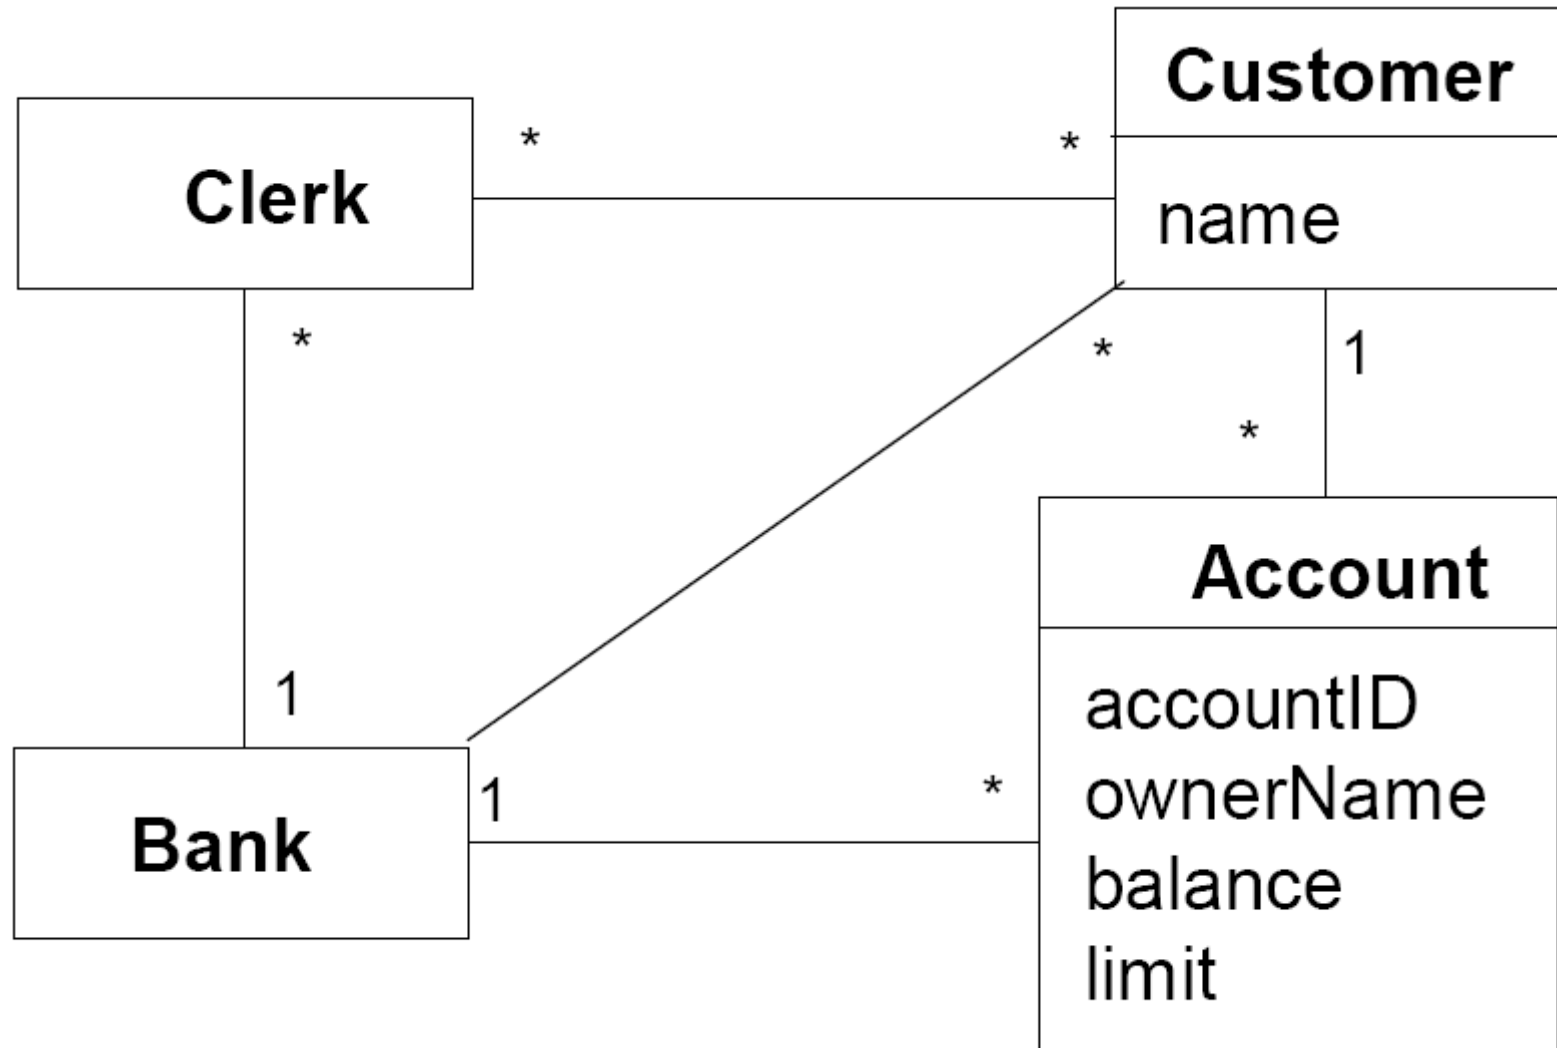 Customer
name
Clerk
*
*
*
1
*
1
*
Account
accountID
ownerName
balance
limit
Bank
1
*